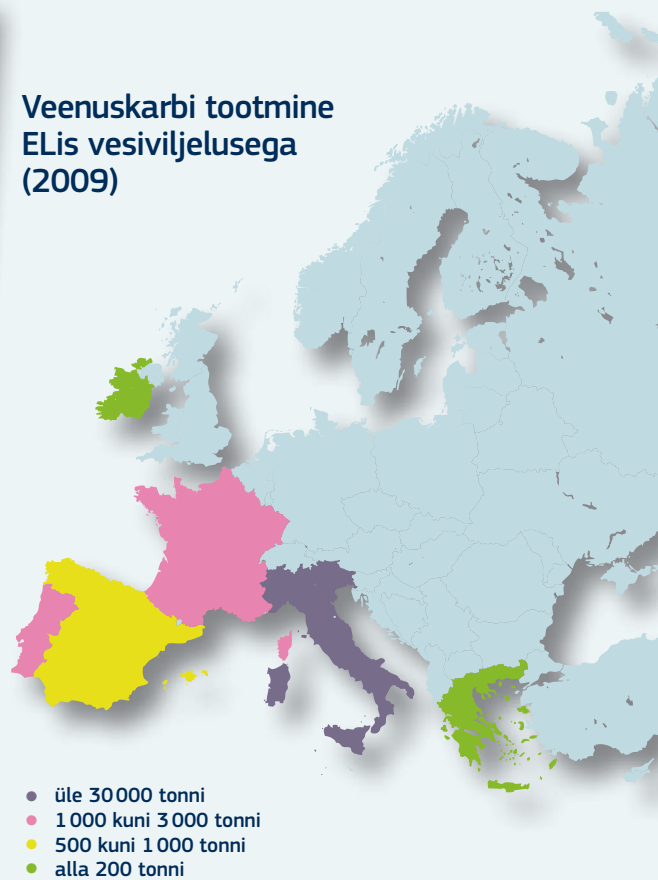 Veenuskarbi tootmine
ELis vesiviljelusega
(2009)
üle 30 000 tonni
1 000 kuni 3 000 tonni
500 kuni 1 000 tonni
alla 200 tonni